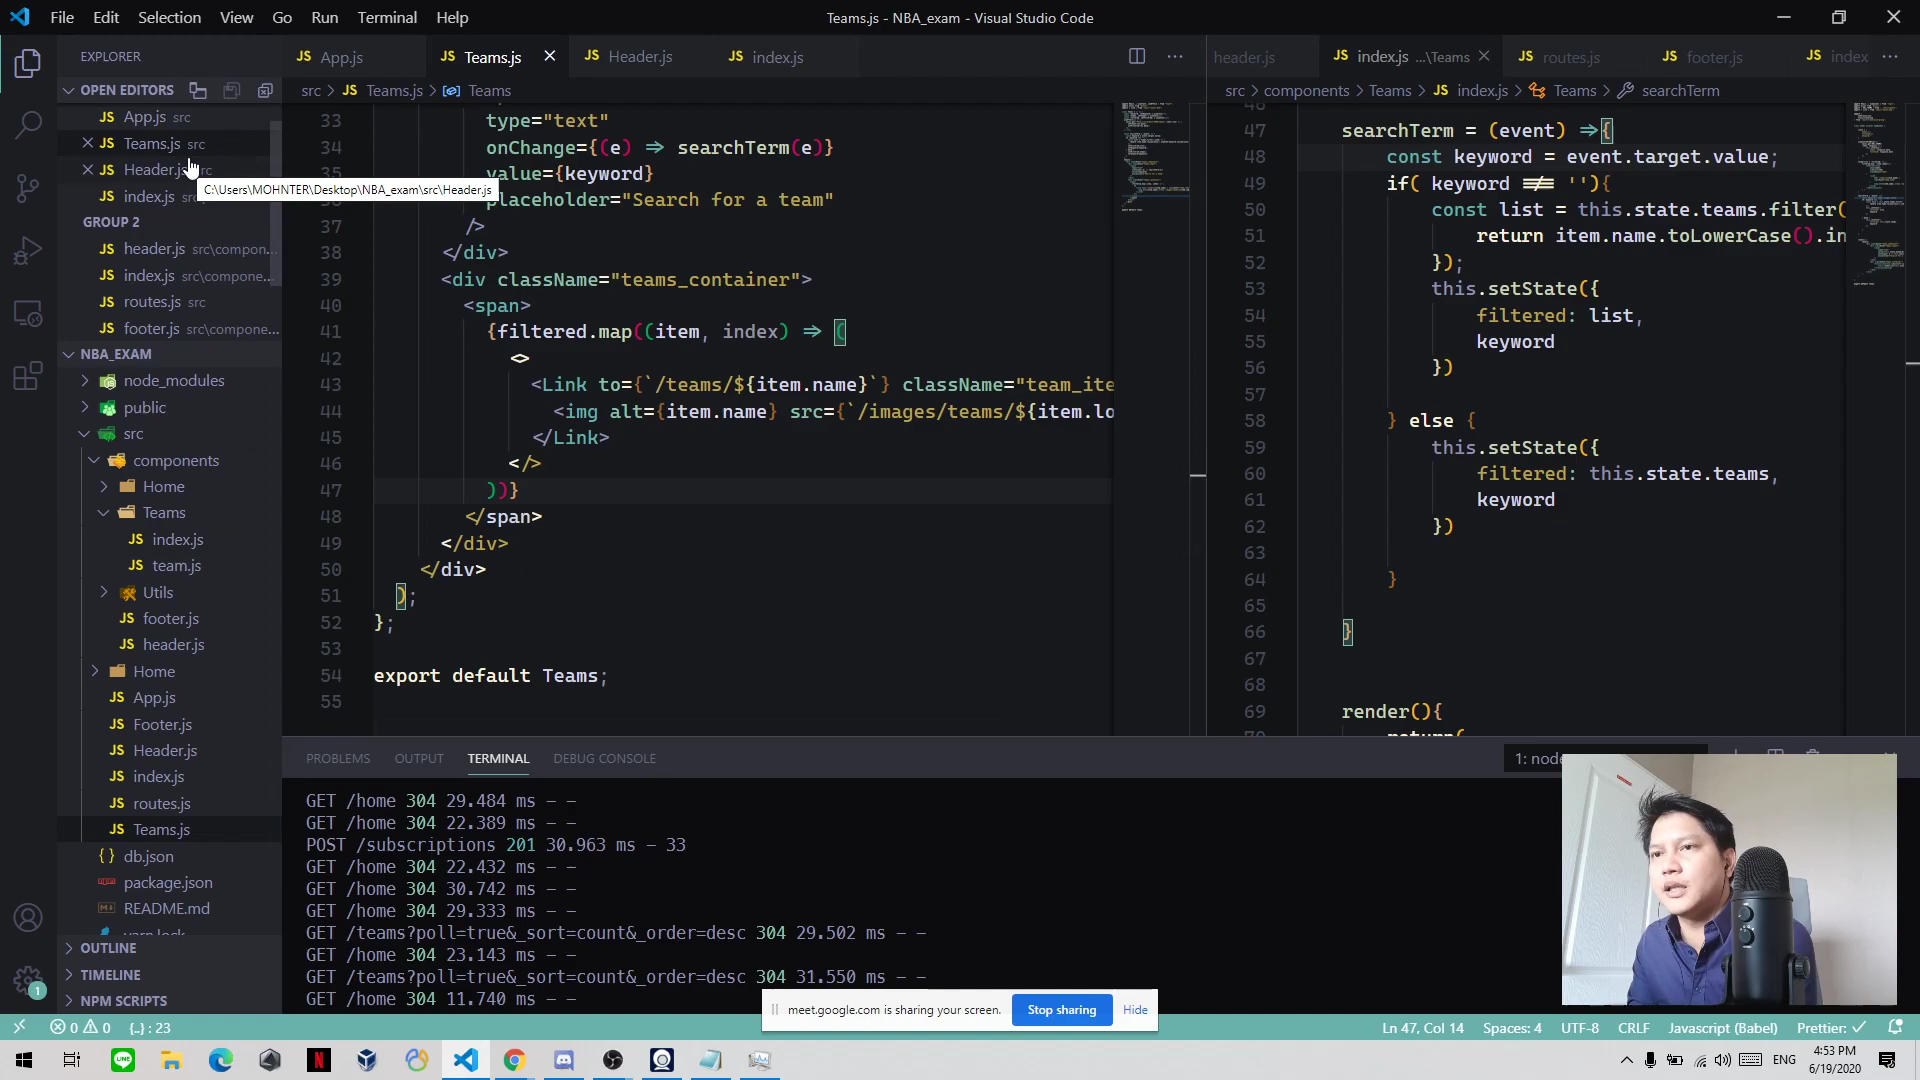 File Edit Selection View Go Run Terminal Help
Teams.js - NBA_exam - Visual Studio Code
EXPLORER
OPEN EDITORS
App.js src
Teams.js src
Header.js src
index.js
GROUP 2
header.js src\compon...
index.js src\compone...
routes.js src
footer.js src\compone...
NBA_EXAM
node_modules
public
src
components
Home
Teams
index.js
team.js
Utils
footer.js
header.js
Home
App.js
Footer.js
Header.js
index.js
routes.js
Teams.js
db.json
package.json
README.md
yarn.lock
OUTLINE
TIMELINE
NPM SCRIPTS
C:\Users\MOHNTER\Desktop\NBA_exam\src\Header.js
App.js Teams.js Header.js index.js
src > Teams.js > Teams
33 type="text"
34 onChange={(e) => searchTerm(e)}
35 value={keyword}
placeholder="Search for a team"
37 />
38 </div>
39 <div className="teams_container">
40 <span>
41 {filtered.map((item, index) => (
42 <>
43 <Link to={`/teams/${item.name}`} className="team_ite
44 <img alt={item.name} src={`/images/teams/${item.lo
45 </Link>
46 </>
47 ))}
48 </span>
49 </div>
50 </div>
51 );
52 };
53
54 export default Teams;
55
header.js index.js ...\Teams routes.js footer.js index
src > components > Teams > index.js > Teams > searchTerm
47 searchTerm = (event) =>{
48 const keyword = event.target.value;
49 if( keyword !== ''){
50 const list = this.state.teams.filter(
51 return item.name.toLowerCase().in
52 });
53 this.setState({
54 filtered: list,
55 keyword
56 })
57
58 } else {
59 this.setState({
60 filtered: this.state.teams,
61 keyword
62 })
63
64 }
65
66 }
67
68
69 render(){
return(
PROBLEMS OUTPUT TERMINAL DEBUG CONSOLE
1: node
GET /home 304 29.484 ms - -
GET /home 304 22.389 ms - -
POST /subscriptions 201 30.963 ms - 33
GET /home 304 22.432 ms - -
GET /home 304 30.742 ms - -
GET /home 304 29.333 ms - -
GET /teams?poll=true&_sort=count&_order=desc 304 29.502 ms - -
GET /home 304 23.143 ms - -
GET /teams?poll=true&_sort=count&_order=desc 304 31.550 ms - -
GET /home 304 11.740 ms - -
meet.google.com is sharing your screen. Stop sharing Hide
1
0 0 {..} : 23
Ln 47, Col 14 Spaces: 4 UTF-8 CRLF Javascript (Babel) Prettier: ✓
LINE
N
ENG
4:53 PM
6/19/2020